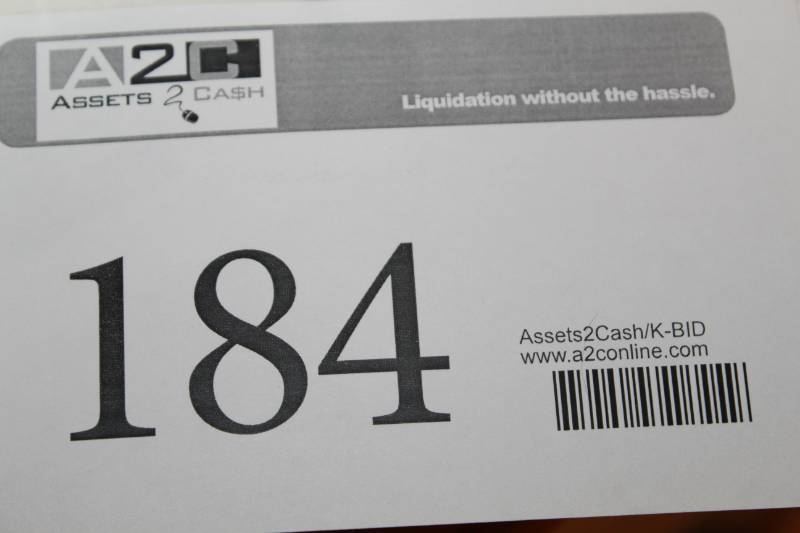 A2C
ASSETS 2 CA$H
Liquidation without the hassle.
184
Assets2Cash/K-BID
www.a2conline.com